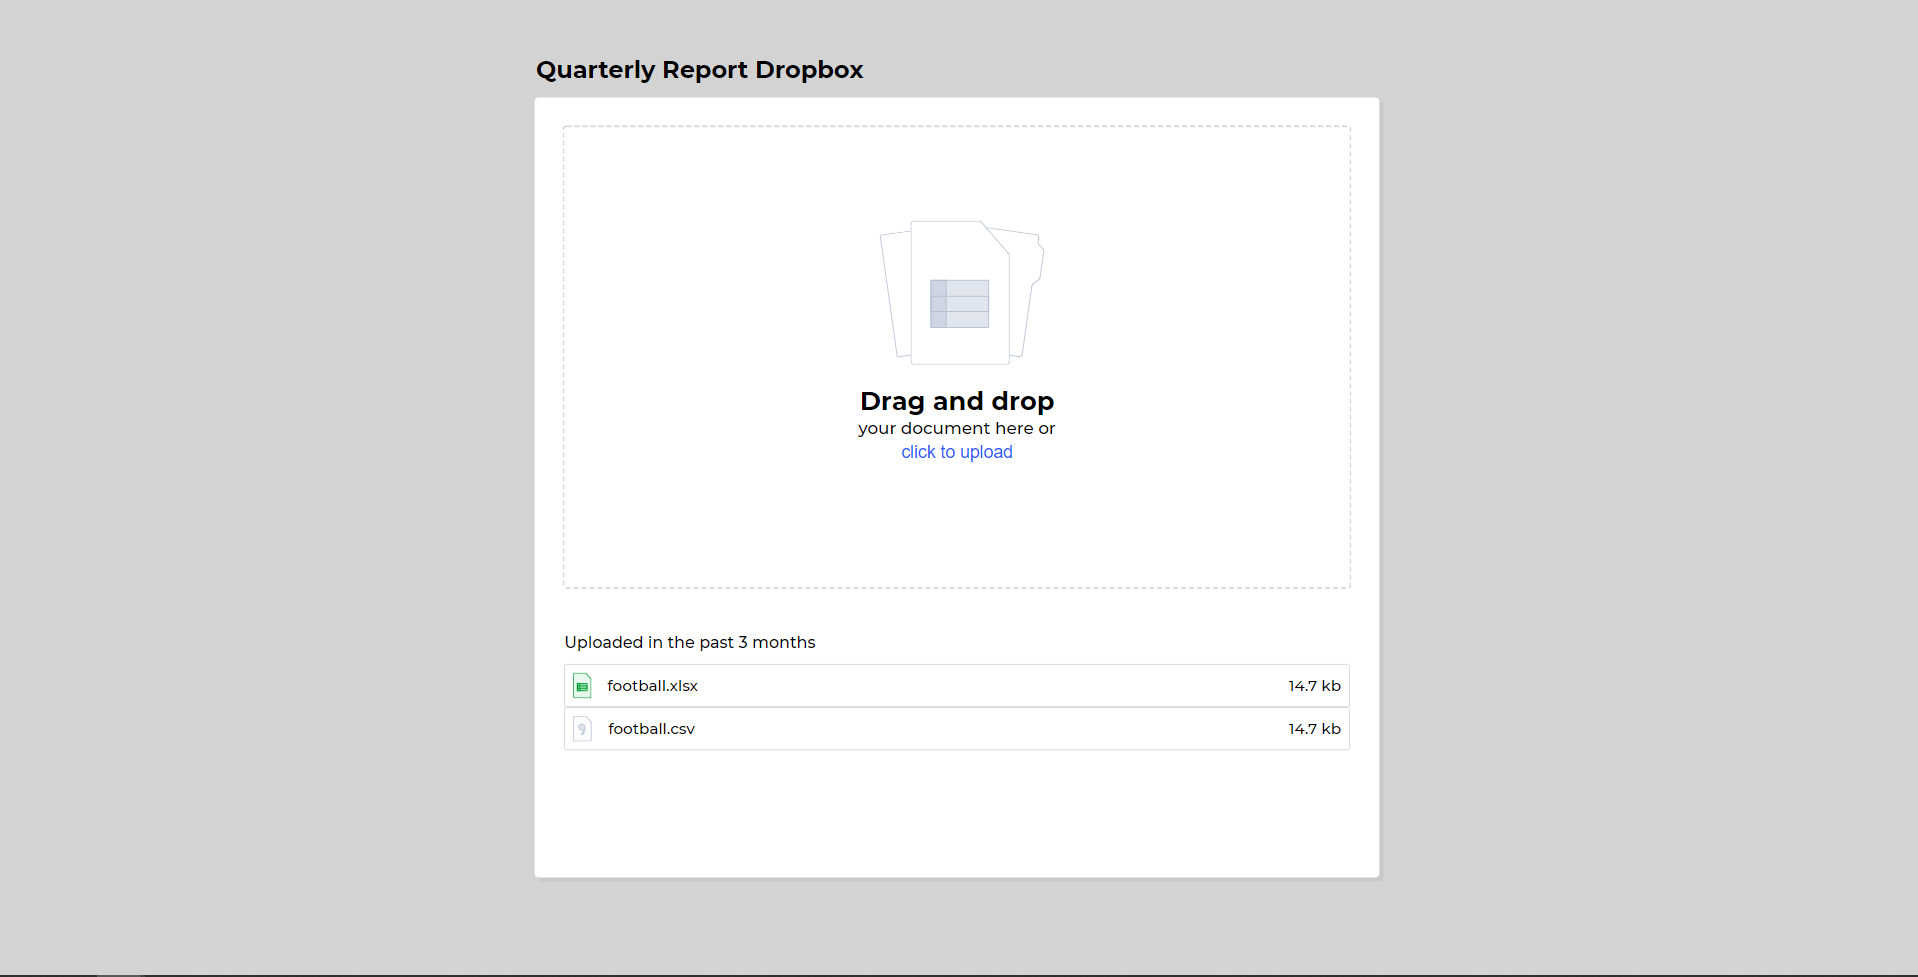 Quarterly Report Dropbox
Drag and drop
your document here or
click to upload
Uploaded in the past 3 months
football.xlsx 14.7 kb
football.csv 14.7 kb